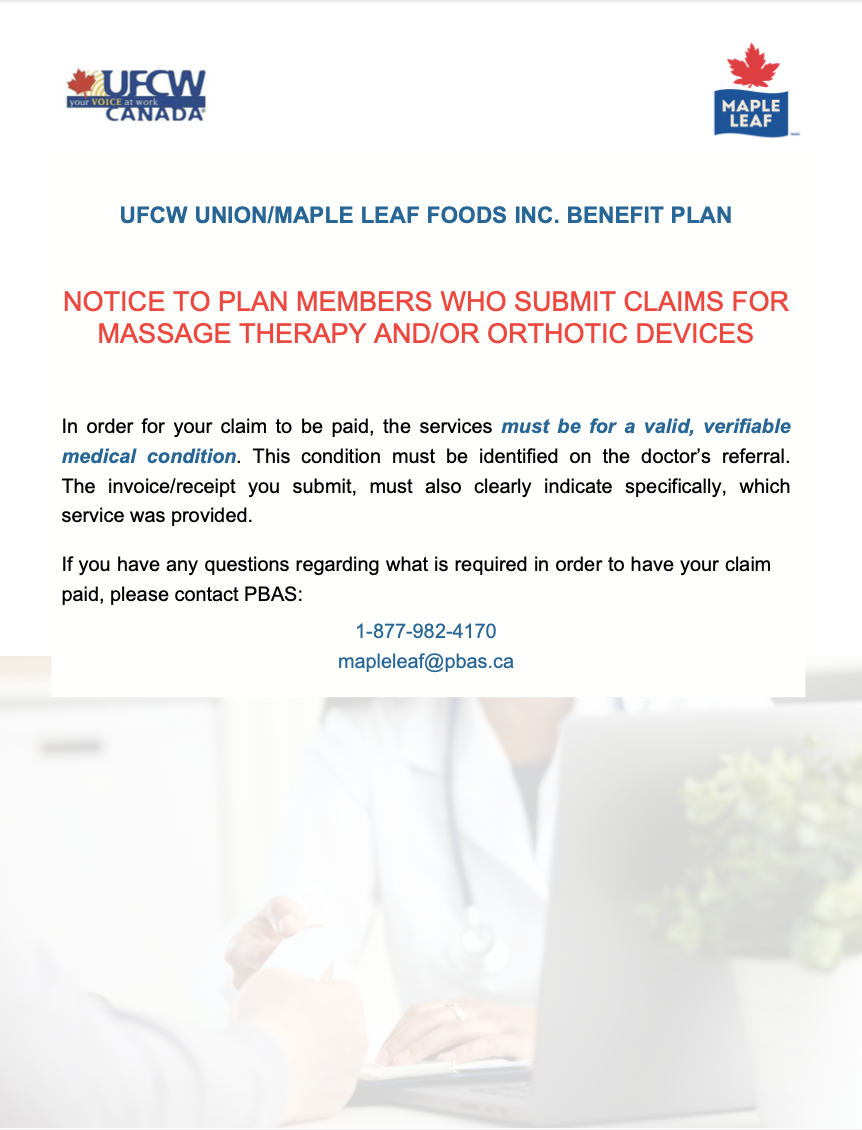 UFCW
your VOICE at work
CANADA
MAPLE
LEAF
UFCW UNION/MAPLE LEAF FOODS INC. BENEFIT PLAN
NOTICE TO PLAN MEMBERS WHO SUBMIT CLAIMS FOR
MASSAGE THERAPY AND/OR ORTHOTIC DEVICES
In order for your claim to be paid, the services must be for a valid, verifiable
medical condition. This condition must be identified on the doctor’s referral.
The invoice/receipt you submit, must also clearly indicate specifically, which
service was provided.
If you have any questions regarding what is required in order to have your claim
paid, please contact PBAS:
1-877-982-4170
mapleleaf@pbas.ca